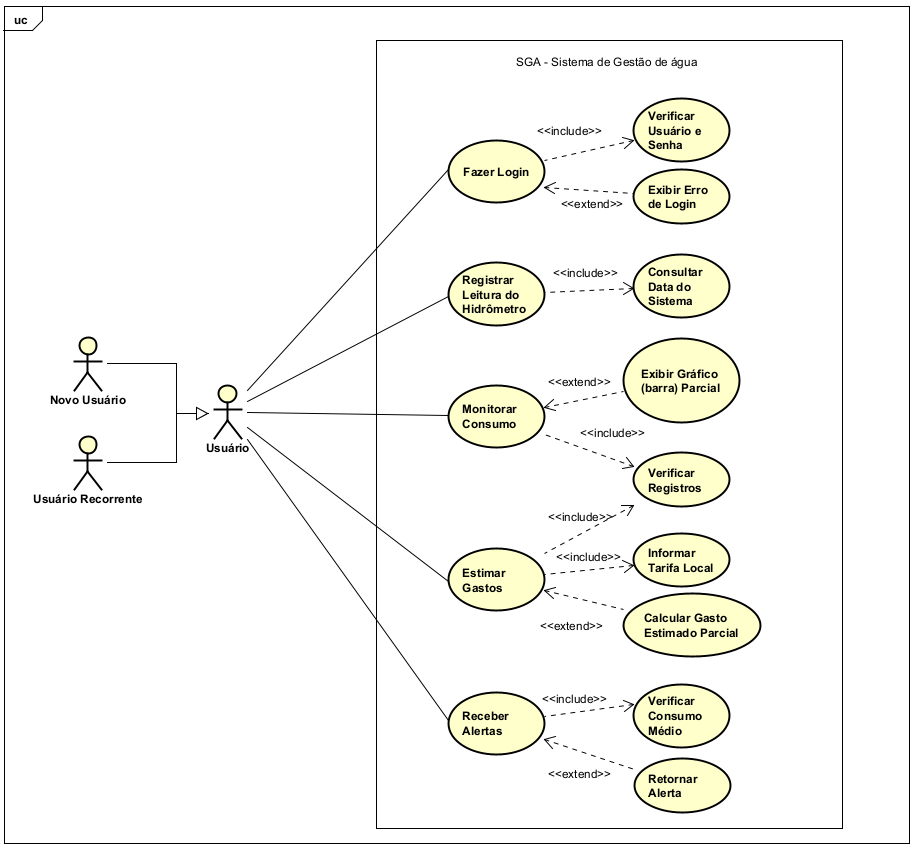 uc
SGA - Sistema de Gestão de água
Verificar
Usuário e
Senha
<<include>>
Fazer Login
Exibir Erro
de Login
<<extend>>
Registrar
Leitura do
Hidrômetro
<<include>>
Consultar
Data do
Sistema
Novo Usuário
Usuário
Usuário Recorrente
Exibir Gráfico
(barra) Parcial
<<extend>>
Monitorar
Consumo
<<include>>
Verificar
Registros
<<include>>
<<include>>
Informar
Tarifa Local
Estimar
Gastos
Calcular Gasto
Estimado Parcial
<<extend>>
Receber
Alertas
<<include>>
Verificar
Consumo
Médio
<<extend>>
Retornar
Alerta